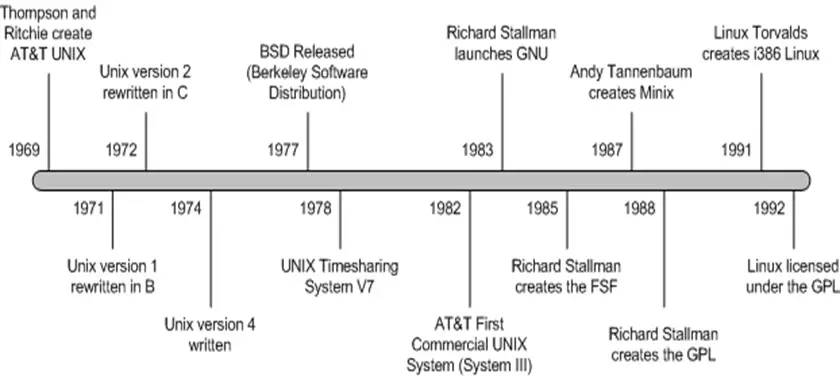 Thompson and
Ritchie create
AT&T UNIX
Unix version 2
rewritten in C
BSD Released
(Berkeley Software
Distribution)
Richard Stallman
launches GNU
Andy Tannenbaum
creates Minix
Linux Torvalds
creates i386 Linux
1969
1972
1977
1983
1987
1991
1971
1974
1978
1982
1985
1988
1992
Unix version 1
rewritten in B
Unix version 4
written
UNIX Timesharing
System V7
AT&T First
Commercial UNIX
System (System III)
Richard Stallman
creates the FSF
Richard Stallman
creates the GPL
Linux licensed
under the GPL